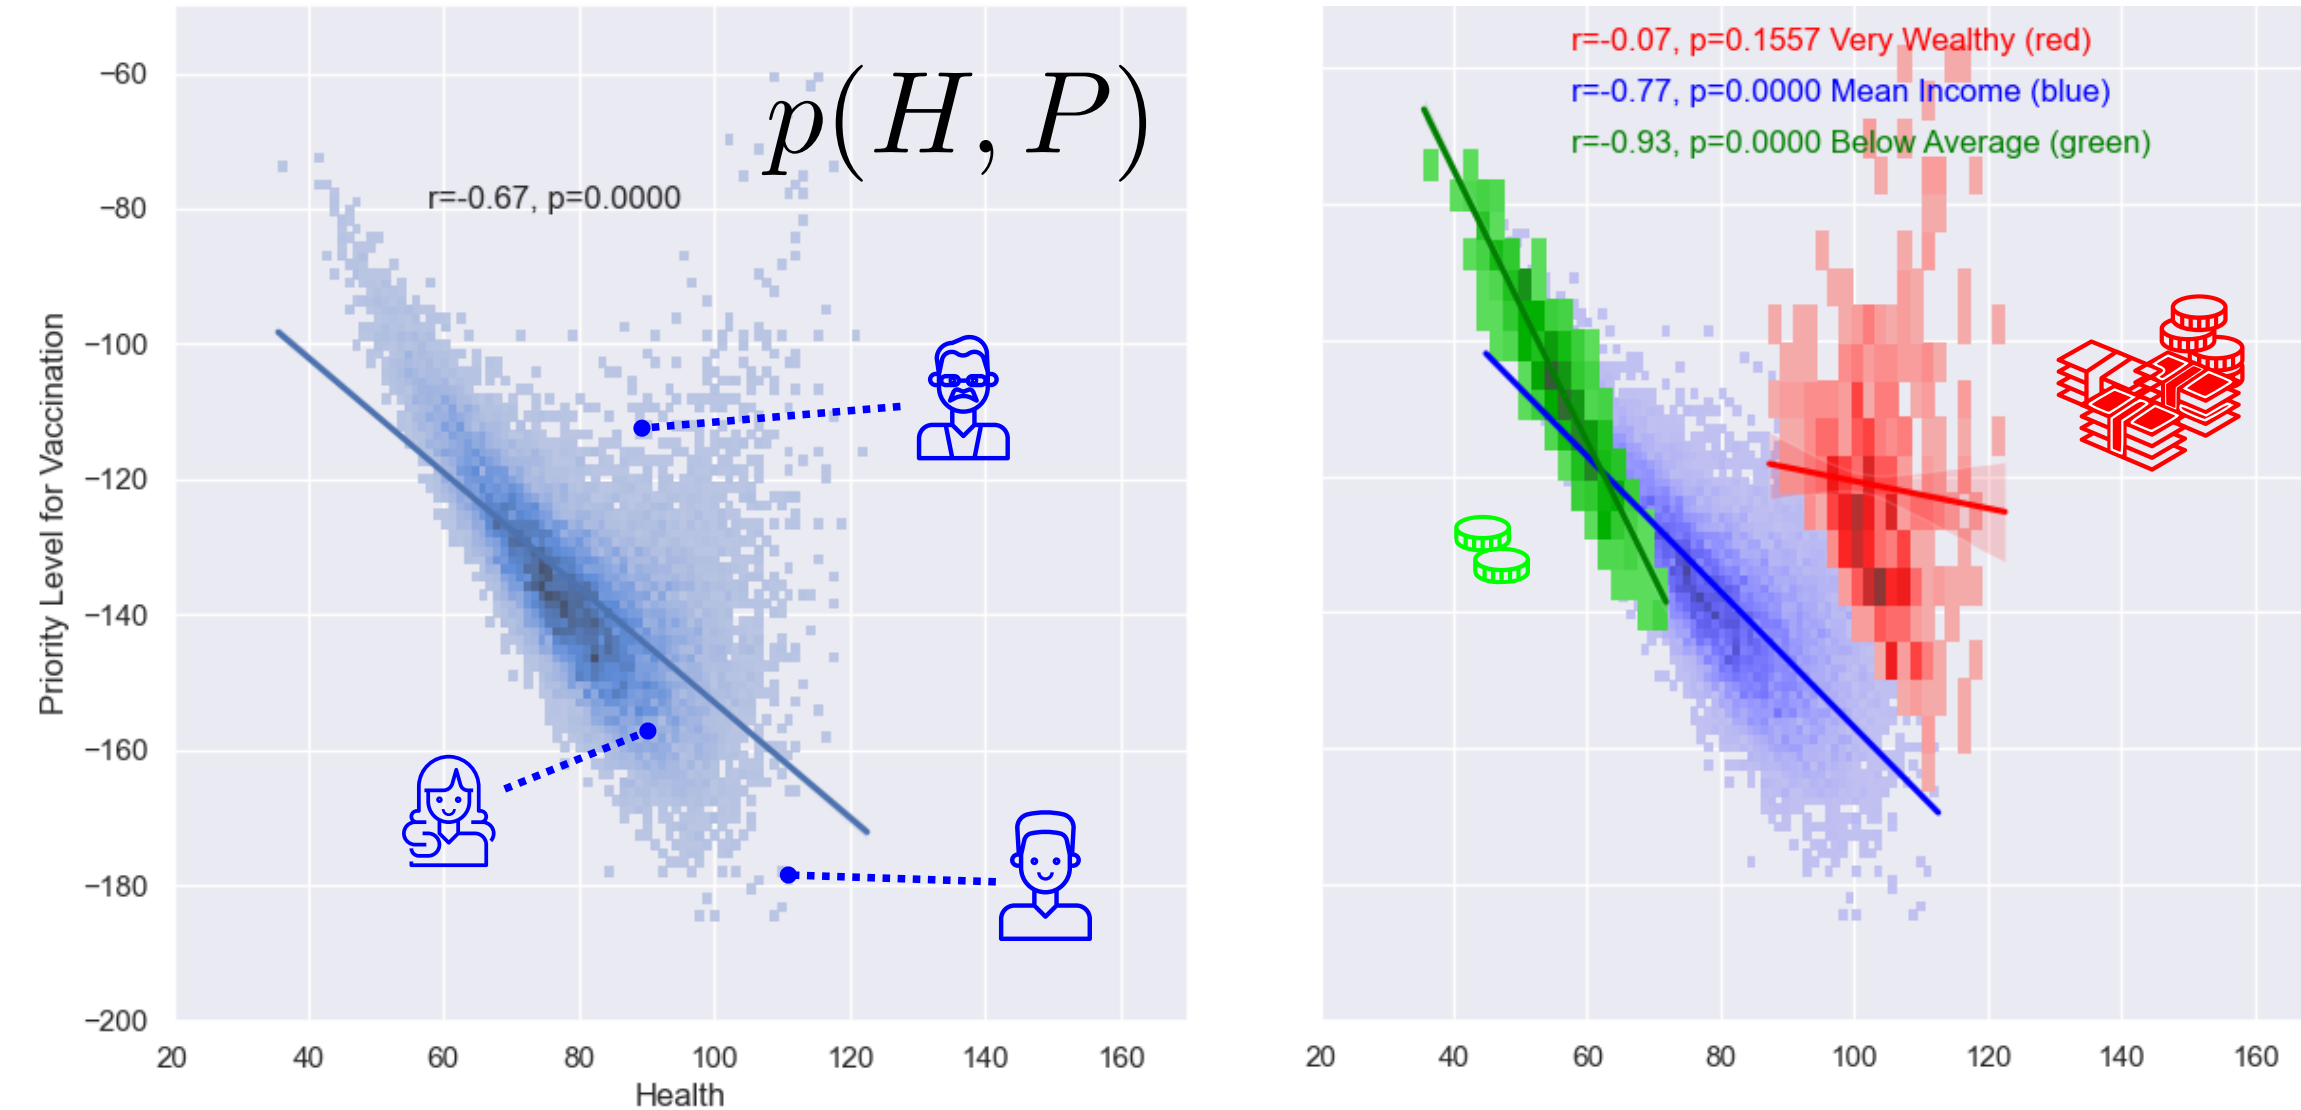 p(H, P)
r=-0.67, p=0.0000
Priority Level for Vaccination
−60
−80
−100
−120
−140
−160
−180
−200
20 40 60 80 100 120 140 160
Health
r=-0.07, p=0.1557 Very Wealthy (red)
r=-0.77, p=0.0000 Mean Income (blue)
r=-0.93, p=0.0000 Below Average (green)
20 40 60 80 100 120 140 160